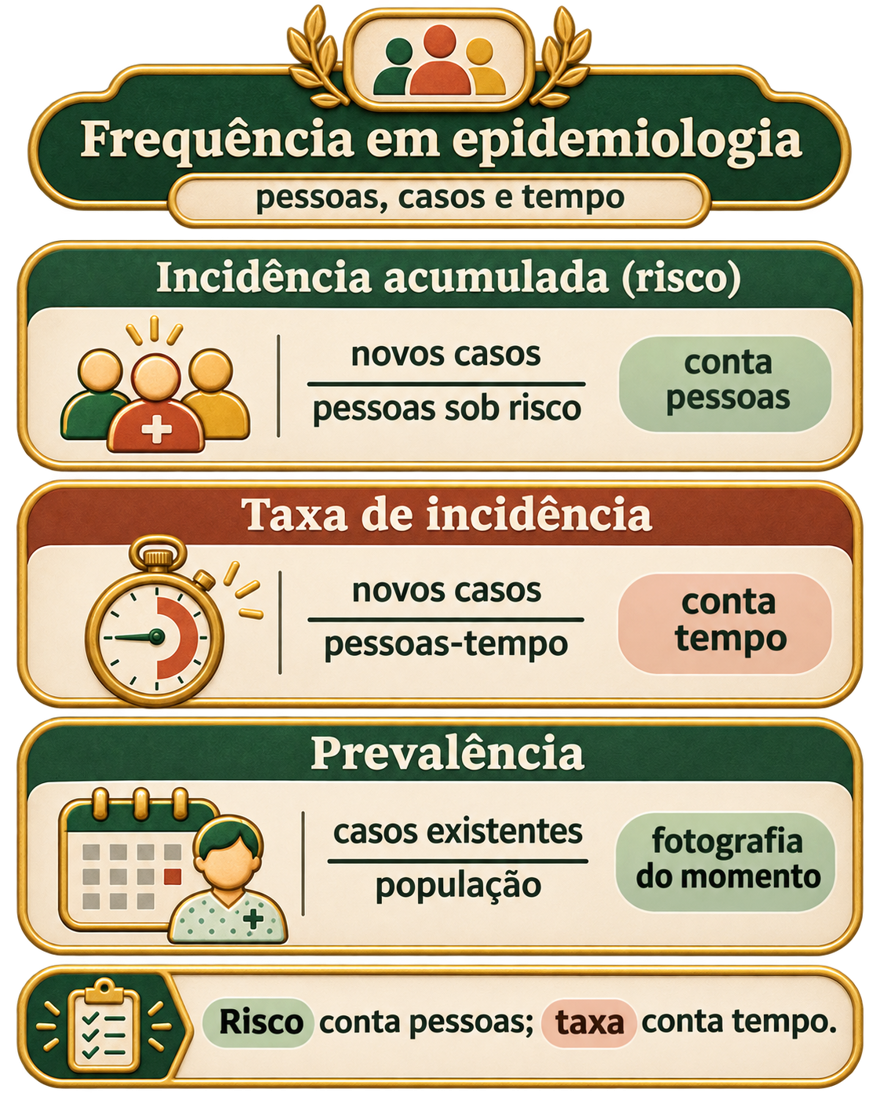 Frequência em epidemiologia
pessoas, casos e tempo
Incidência acumulada (risco)
novos casos
pessoas sob risco
conta
pessoas
Taxa de incidência
novos casos
pessoas-tempo
conta
tempo
Prevalência
casos existentes
população
fotografia
do momento
Risco conta pessoas; taxa conta tempo.